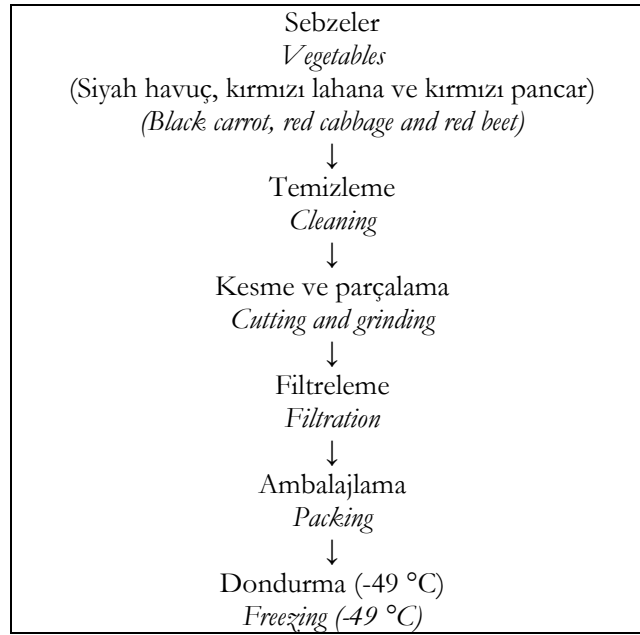 Sebzeler
Vegetables
(Siyah havuç, kırmızı lahana ve kırmızı pancar)
(Black carrot, red cabbage and red beet)
↓
Temizleme
Cleaning
↓
Kesme ve parçalama
Cutting and grinding
↓
Filtreleme
Filtration
↓
Ambalajlama
Packing
↓
Dondurma (-49 °C)
Freezing (-49 °C)